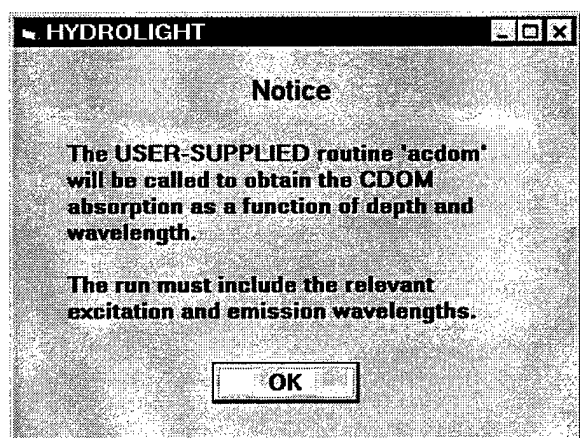 HYDROLIGHT
Notice
The USER-SUPPLIED routine 'acdom'
will be called to obtain the CDOM
absorption as a function of depth and
wavelength.
The run must include the relevant
excitation and emission wavelengths.
OK